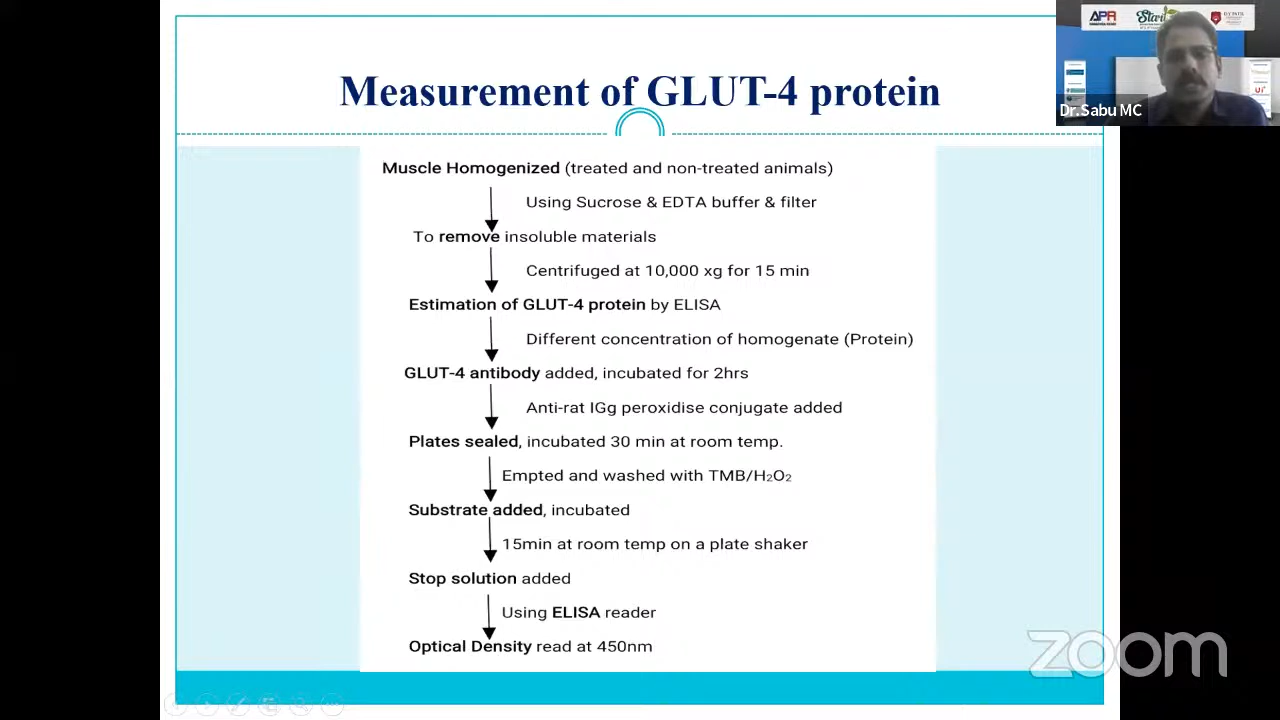 APR
Measurement of GLUT-4 protein
Dr.Sabu MC
Muscle Homogenized (treated and non-treated animals)
Using Sucrose & EDTA buffer & filter
To remove insoluble materials
Centrifuged at 10,000 xg for 15 min
Estimation of GLUT-4 protein by ELISA
Different concentration of homogenate (Protein)
GLUT-4 antibody added, incubated for 2hrs
Anti-rat IGg peroxidise conjugate added
Plates sealed, incubated 30 min at room temp.
Empted and washed with TMB/H₂O₂
Substrate added, incubated
15min at room temp on a plate shaker
Stop solution added
Using ELISA reader
Optical Density read at 450nm
zoom